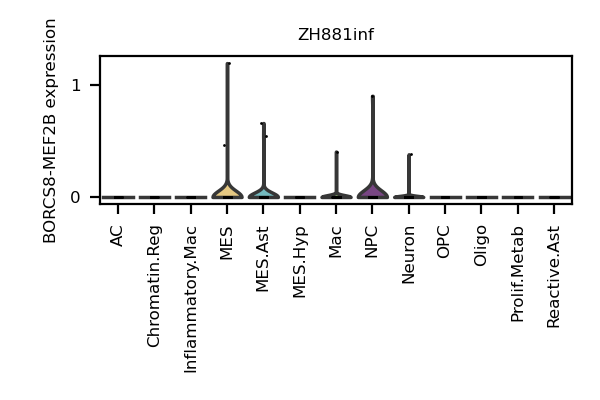 ZH881inf
BORCS8-MEF2B expression
1
0
AC
Chromatin.Reg
Inflammatory.Mac
MES
MES.Ast
MES.Hyp
Mac
NPC
Neuron
OPC
Oligo
Prolif.Metab
Reactive.Ast